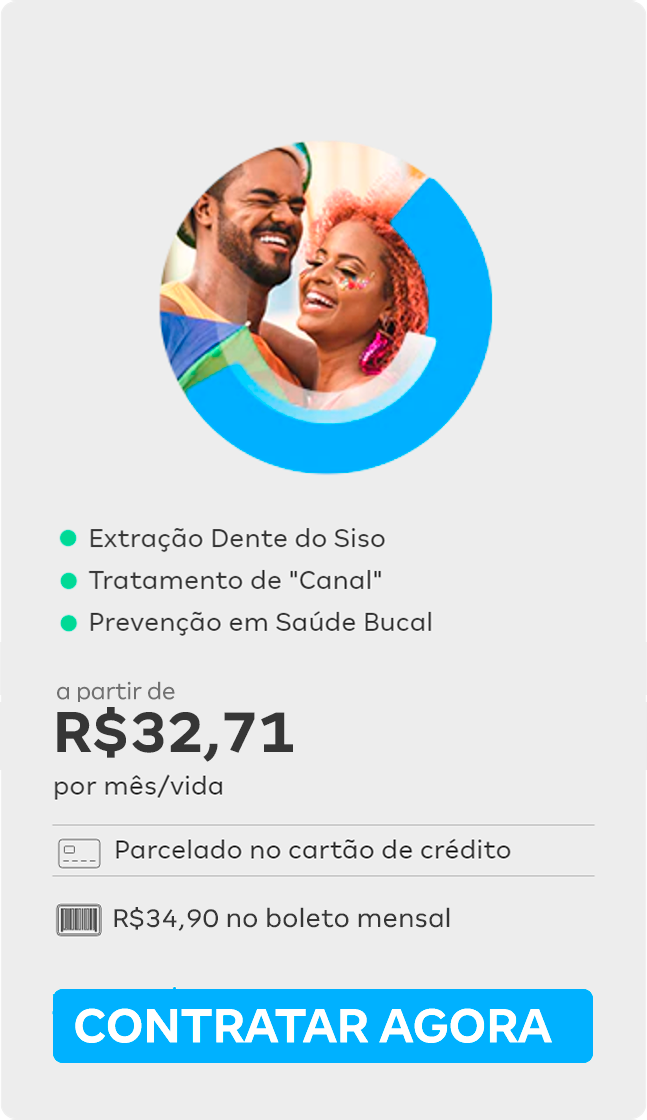 Extração Dente do Siso
Tratamento de "Canal"
Prevenção em Saúde Bucal
a partir de
R$32,71
por mês/vida
Parcelado no cartão de crédito
R$34,90 no boleto mensal
CONTRATAR AGORA